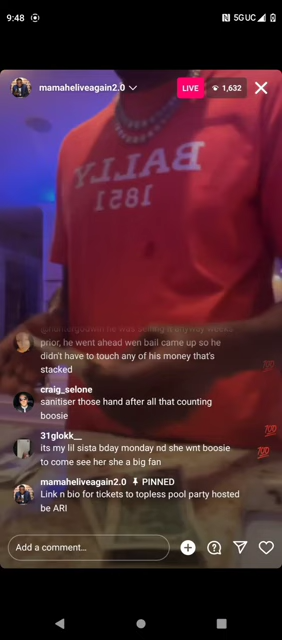 9:48
5GUC
mamaheliveagain2.0
LIVE
1,632
BALLY
1851
prior, he went ahead wen bail came up so he
didn't have to touch any of his money that's
stacked
craig_selone
sanitiser those hand after all that counting
boosie
31glokk__
its my lil sista bday monday nd she wnt boosie
to come see her she a big fan
mamaheliveagain2.0 PINNED
Link n bio for tickets to topless pool party hosted
be ARI
Add a comment...